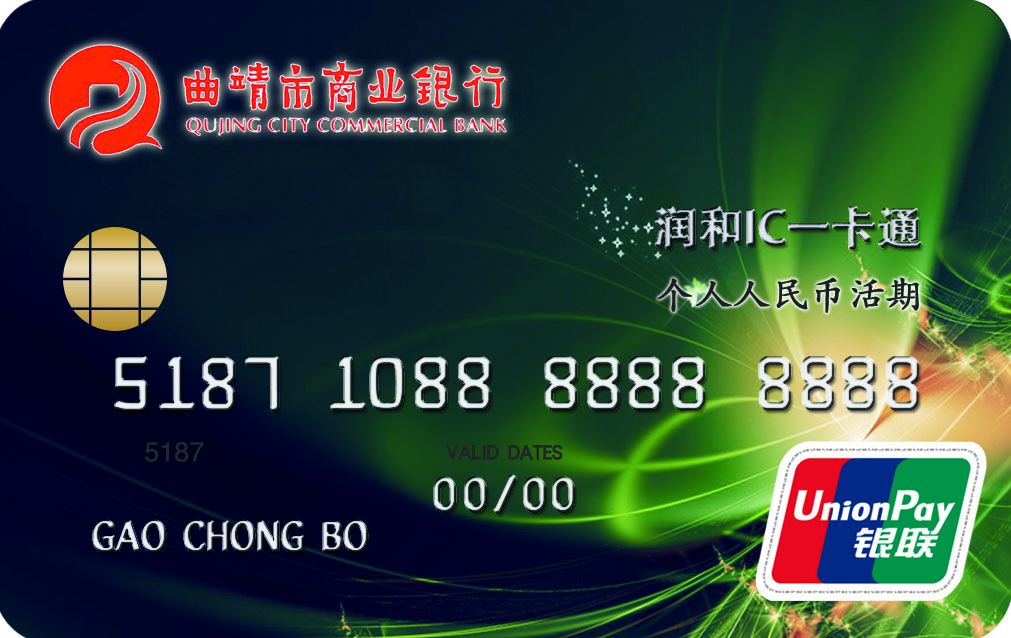 曲靖市商业银行
QUJING CITY COMMERCIAL BANK
润和IC一卡通
个人人民币活期
5187 1088 8888 8888
5187
VALID DATES
00/00
GAO CHONG BO
UnionPay
银联